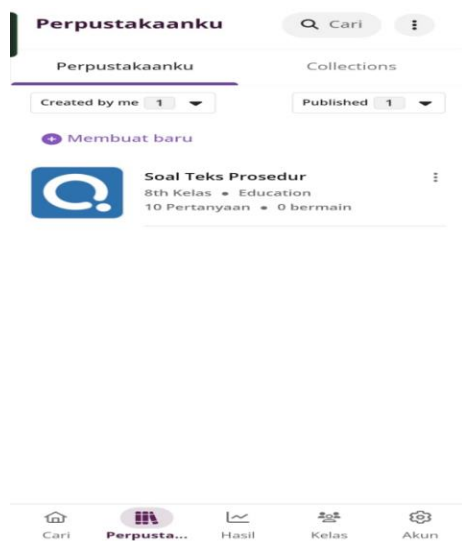 Perpustakaanku Cari
Perpustakaanku Collections
Created by me 1 Published 1
Membuat baru
Soal Teks Prosedur
8th Kelas • Education
10 Pertanyaan • 0 bermain
Cari Perpusta... Hasil Kelas Akun